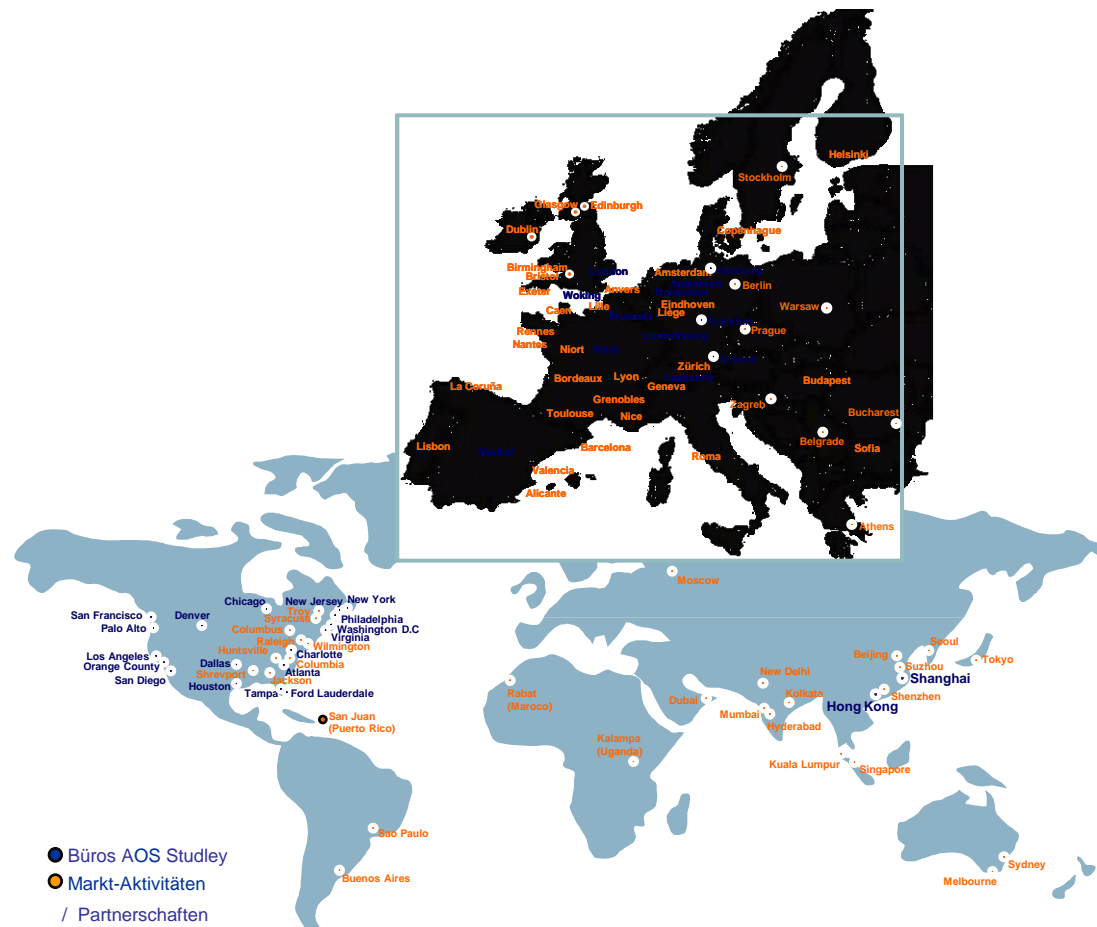 Helsinki
Stockholm
Glasgow
Edinburgh
Dublin
Copenhague
Birmingham
Bristol
London
Amsterdam
Exeter
Woking
Anvers
Berlin
Lille
Eindhoven
Caen
Liège
Warsaw
Rennes
Prague
Nantes
Niort
Zürich
Bordeaux
Lyon
Geneva
Budapest
La Coruña
Grenobles
Zagreb
Toulouse
Nice
Bucharest
Lisbon
Madrid
Barcelona
Roma
Belgrade
Sofia
Valencia
Alicante
Athens
Moscow
Chicago
New Jersey
New York
San Francisco
Denver
Troy
Syracuse
Philadelphia
Palo Alto
Columbus
Washington D.C
Raleigh
Virginia
Huntsville
Wilmington
Los Angeles
Charlotte
Orange County
Dallas
Columbia
San Diego
Shrevport
Atlanta
Jackson
Houston
Tampa
Ford Lauderdale
San Juan
(Puerto Rico)
Rabat
(Maroco)
Dubai
New Delhi
Kolkata
Mumbai
Hyderabad
Beijing
Seoul
Suzhou
Tokyo
Shanghai
Shenzhen
Hong Kong
Kalampa
(Uganda)
Kuala Lumpur
Singapore
Sao Paulo
Buenos Aires
Sydney
Melbourne
Büros AOS Studley
Markt-Aktivitäten
/ Partnerschaften